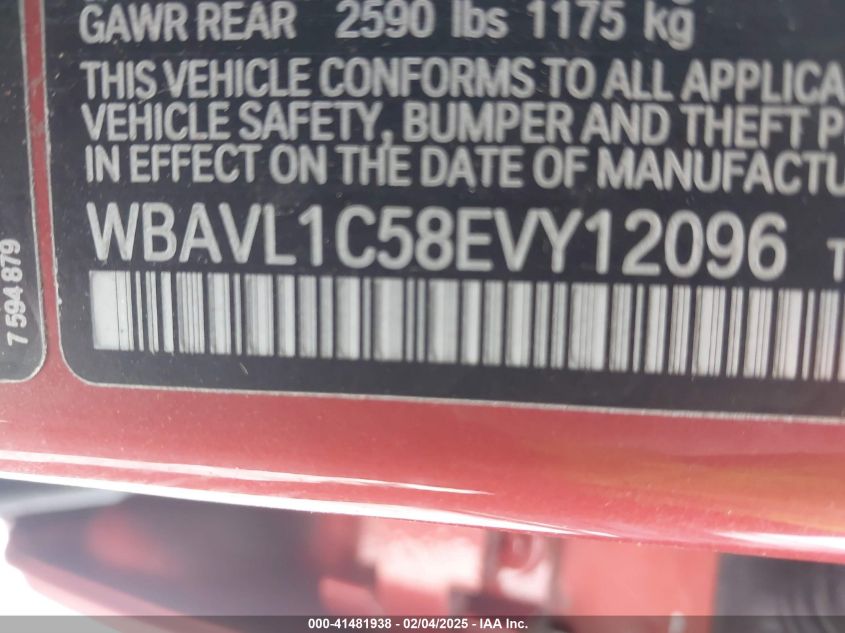 GAWR REAR 2590 lbs 1175 kg
THIS VEHICLE CONFORMS TO ALL APPLICA
VEHICLE SAFETY, BUMPER AND THEFT P
IN EFFECT ON THE DATE OF MANUFACTU
WBAVL1C58EVY12096 T
7 594 879
000-41481938 - 02/04/2025 - IAA Inc.